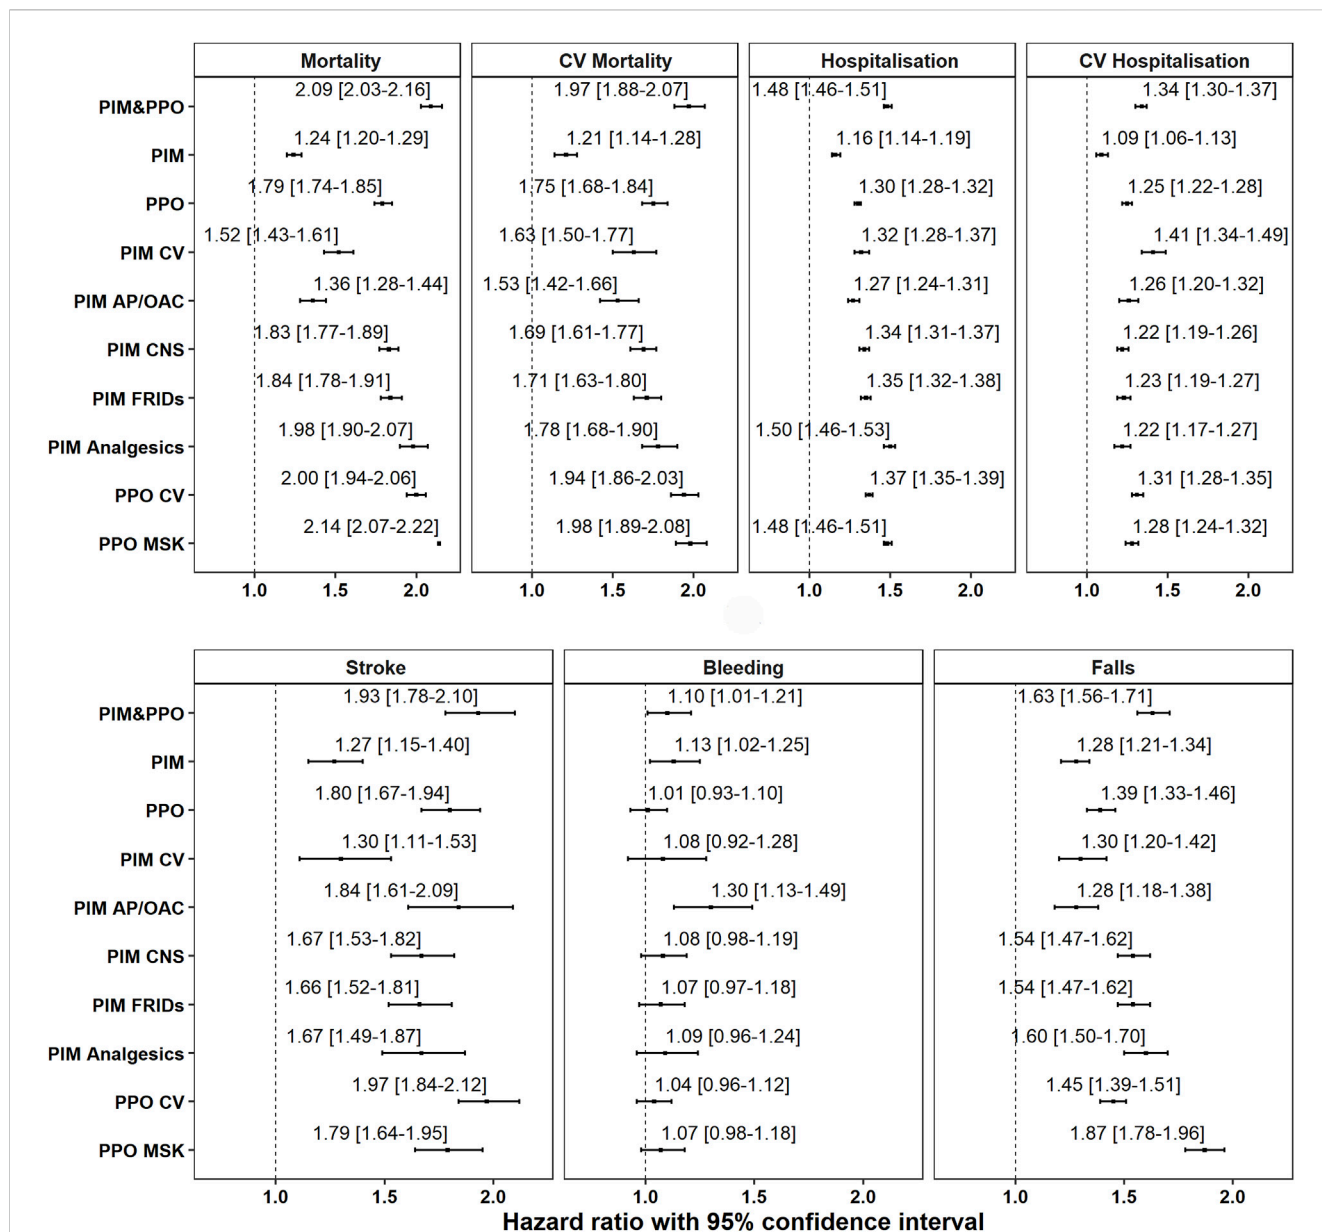 Mortality CV Mortality Hospitalisation CV Hospitalisation
PIM&PPO 2.09 [2.03-2.16] 1.97 [1.88-2.07] 1.48 [1.46-1.51] 1.34 [1.30-1.37]
PIM 1.24 [1.20-1.29] 1.21 [1.14-1.28] 1.16 [1.14-1.19] 1.09 [1.06-1.13]
PPO 1.79 [1.74-1.85] 1.75 [1.68-1.84] 1.30 [1.28-1.32] 1.25 [1.22-1.28]
PIM CV 1.52 [1.43-1.61] 1.63 [1.50-1.77] 1.32 [1.28-1.37] 1.41 [1.34-1.49]
PIM AP/OAC 1.36 [1.28-1.44] 1.53 [1.42-1.66] 1.27 [1.24-1.31] 1.26 [1.20-1.32]
PIM CNS 1.83 [1.77-1.89] 1.69 [1.61-1.77] 1.34 [1.31-1.37] 1.22 [1.19-1.26]
PIM FRIDs 1.84 [1.78-1.91] 1.71 [1.63-1.80] 1.35 [1.32-1.38] 1.23 [1.19-1.27]
PIM Analgesics 1.98 [1.90-2.07] 1.78 [1.68-1.90] 1.50 [1.46-1.53] 1.22 [1.17-1.27]
PPO CV 2.00 [1.94-2.06] 1.94 [1.86-2.03] 1.37 [1.35-1.39] 1.31 [1.28-1.35]
PPO MSK 2.14 [2.07-2.22] 1.98 [1.89-2.08] 1.48 [1.46-1.51] 1.28 [1.24-1.32]
1.0 1.5 2.0 1.0 1.5 2.0 1.0 1.5 2.0 1.0 1.5 2.0
Stroke Bleeding Falls
PIM&PPO 1.93 [1.78-2.10] 1.10 [1.01-1.21] 1.63 [1.56-1.71]
PIM 1.27 [1.15-1.40] 1.13 [1.02-1.25] 1.28 [1.21-1.34]
PPO 1.80 [1.67-1.94] 1.01 [0.93-1.10] 1.39 [1.33-1.46]
PIM CV 1.30 [1.11-1.53] 1.08 [0.92-1.28] 1.30 [1.20-1.42]
PIM AP/OAC 1.84 [1.61-2.09] 1.30 [1.13-1.49] 1.28 [1.18-1.38]
PIM CNS 1.67 [1.53-1.82] 1.08 [0.98-1.19] 1.54 [1.47-1.62]
PIM FRIDs 1.66 [1.52-1.81] 1.07 [0.97-1.18] 1.54 [1.47-1.62]
PIM Analgesics 1.67 [1.49-1.87] 1.09 [0.96-1.24] 1.60 [1.50-1.70]
PPO CV 1.97 [1.84-2.12] 1.04 [0.96-1.12] 1.45 [1.39-1.51]
PPO MSK 1.79 [1.64-1.95] 1.07 [0.98-1.18] 1.87 [1.78-1.96]
1.0 1.5 2.0 1.0 1.5 2.0 1.0 1.5 2.0
Hazard ratio with 95% confidence interval